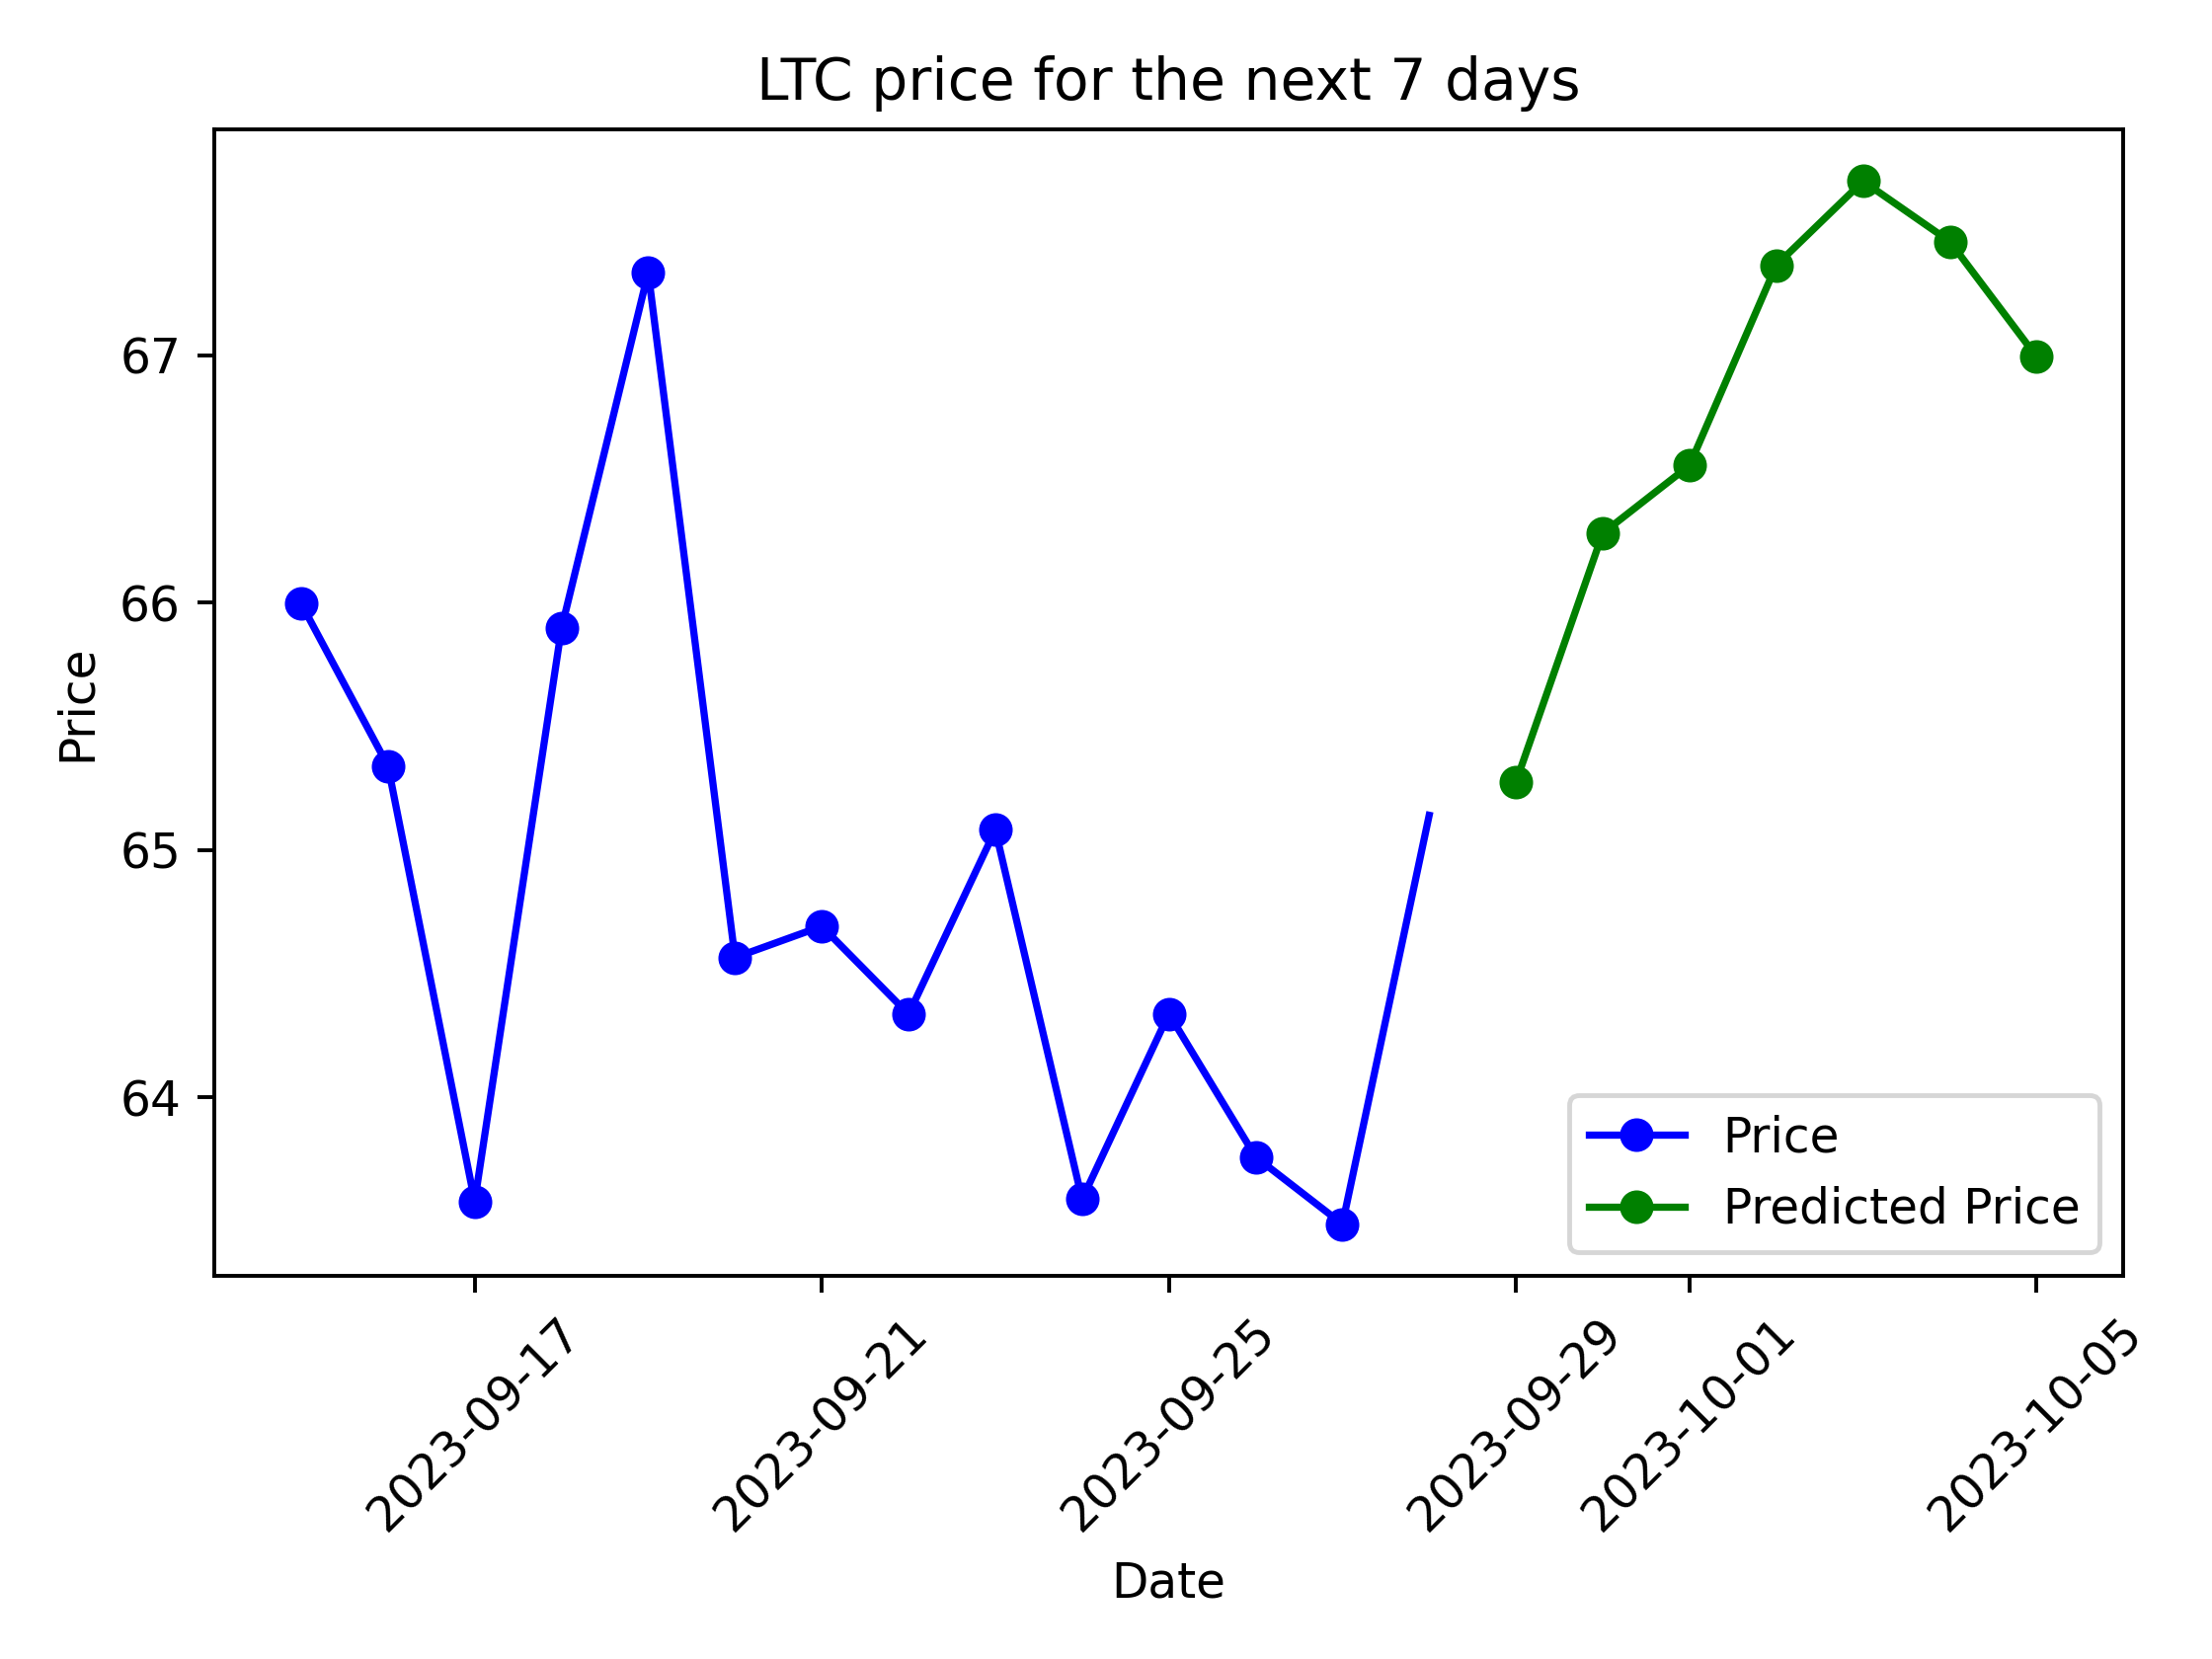 LTC price for the next 7 days
Price
67
66
65
64
Price
Predicted Price
2023-09-17
2023-09-21
2023-09-25
2023-09-29
2023-10-01
2023-10-05
Date